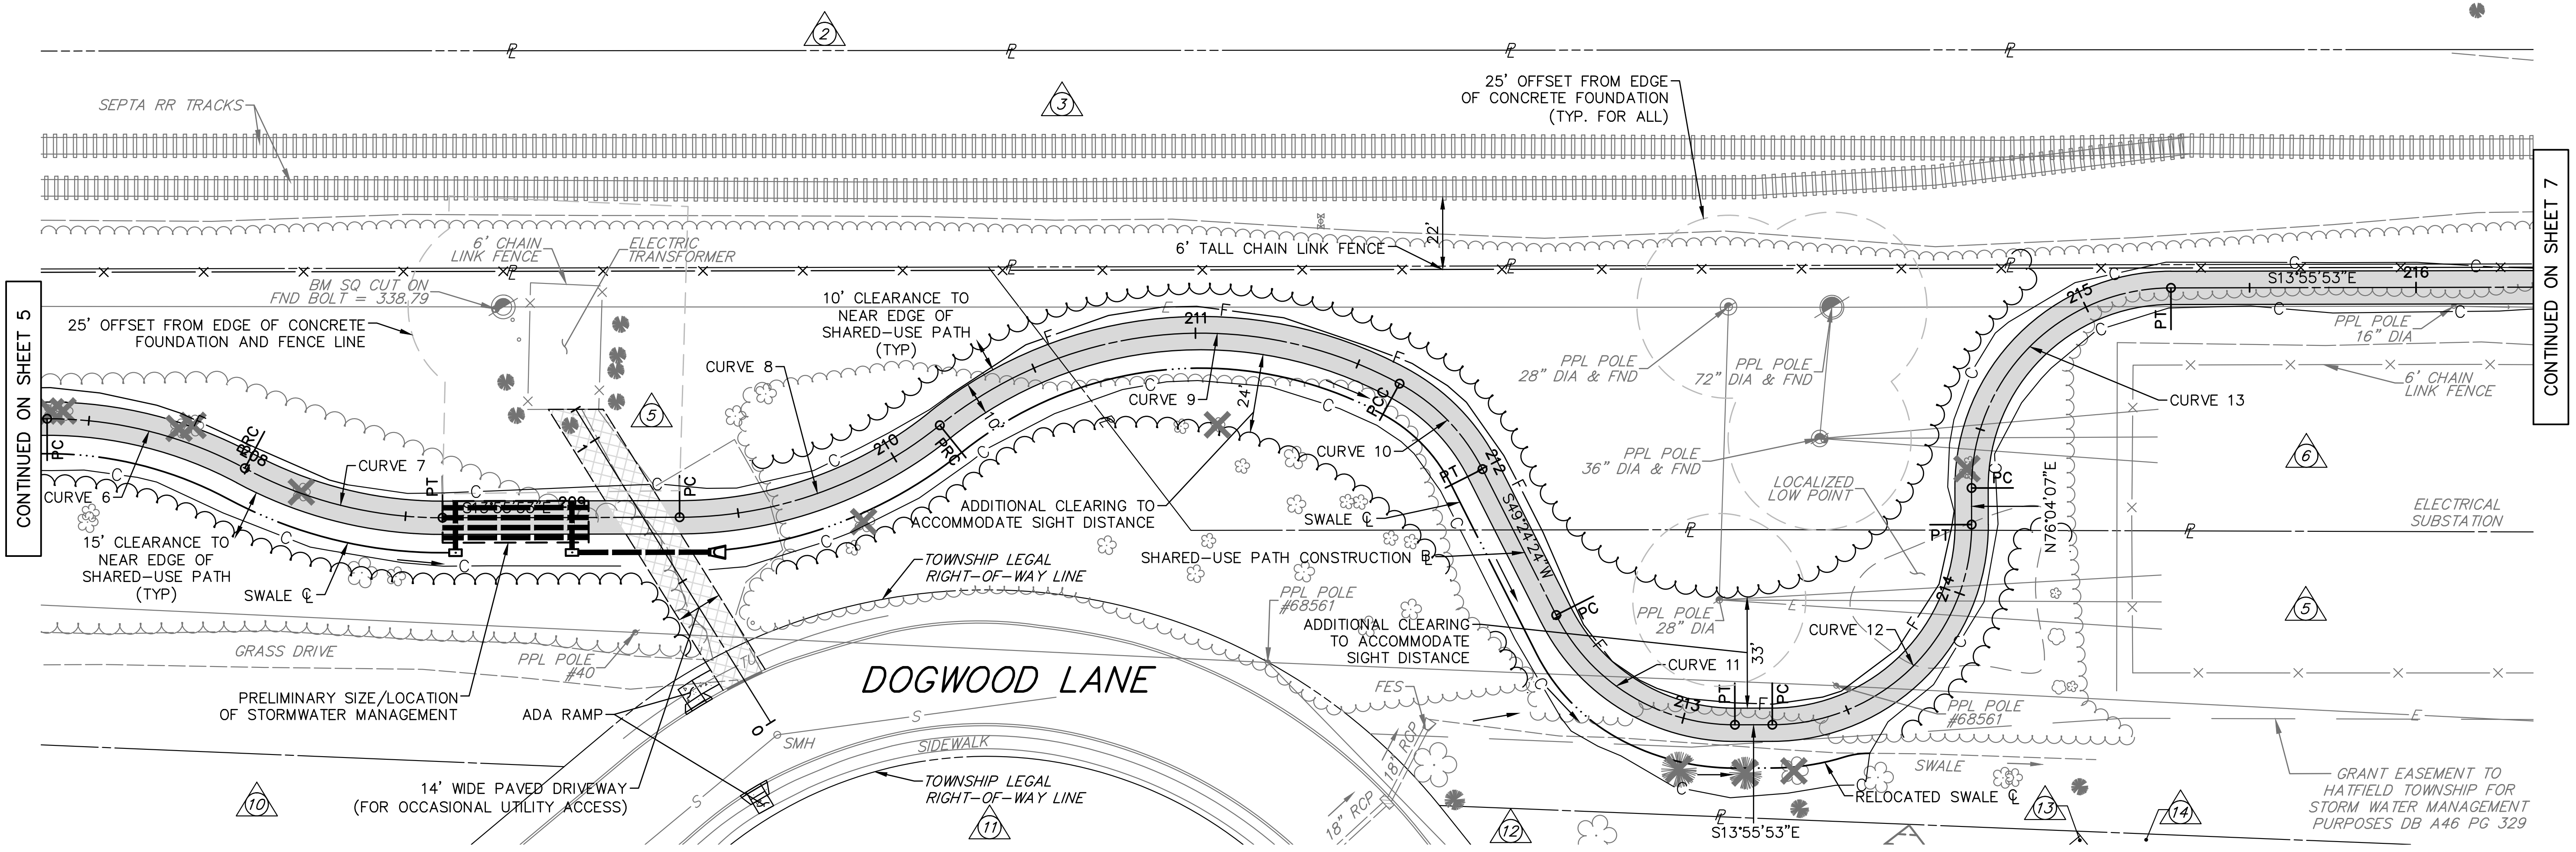 2
3
SEPTA RR TRACKS
25' OFFSET FROM EDGE
OF CONCRETE FOUNDATION
(TYP. FOR ALL)
CONTINUED ON SHEET 5
CONTINUED ON SHEET 7
6' CHAIN
LINK FENCE
ELECTRIC
TRANSFORMER
6' TALL CHAIN LINK FENCE
22'
BM SQ CUT ON
FND BOLT = 338.79
25' OFFSET FROM EDGE OF CONCRETE
FOUNDATION AND FENCE LINE
10' CLEARANCE TO
NEAR EDGE OF
SHARED-USE PATH
(TYP)
211
215
S13°55'53"E
216
PT
PPL POLE
16" DIA
PPL POLE
28" DIA & FND
PPL POLE
72" DIA & FND
6' CHAIN
LINK FENCE
CURVE 8
CURVE 9
24'
PCC
CURVE 13
5
PC
PRC
208
CURVE 6
CURVE 7
210
PRC
10'
CURVE 10
PT
212
PPL POLE
36" DIA & FND
6
PT
S13°55'53"E
209
PC
LOCALIZED
LOW POINT
PC
PT
N76°04'07"E
ELECTRICAL
SUBSTATION
ADDITIONAL CLEARING TO
ACCOMMODATE SIGHT DISTANCE
SWALE ℄
S49°24'24"W
15' CLEARANCE TO
NEAR EDGE OF
SHARED-USE PATH
(TYP)
SWALE ℄
TOWNSHIP LEGAL
RIGHT-OF-WAY LINE
SHARED-USE PATH CONSTRUCTION BL
PPL POLE
#68561
PC
214
5
1
ADDITIONAL CLEARING
TO ACCOMMODATE
SIGHT DISTANCE
PPL POLE
28" DIA
33'
CURVE 12
CURVE 11
GRASS DRIVE
PPL POLE
#40
DOGWOOD LANE
FES
213
PT
PC
PPL POLE
#68561
PRELIMINARY SIZE/LOCATION
OF STORMWATER MANAGEMENT
ADA RAMP
0
SMH
S
SIDEWALK
18" RCP
18" RCP
SWALE
14' WIDE PAVED DRIVEWAY
(FOR OCCASIONAL UTILITY ACCESS)
TOWNSHIP LEGAL
RIGHT-OF-WAY LINE
RELOCATED SWALE ℄
S13°55'53"E
GRANT EASEMENT TO
HATFIELD TOWNSHIP FOR
STORM WATER MANAGEMENT
PURPOSES DB A46 PG 329
10
11
12
13
14